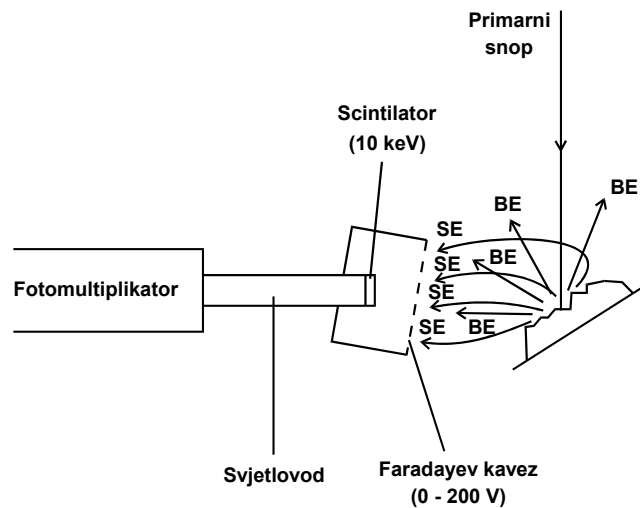 Primarni
snop
Scintilator
(10 keV)
BE
BE
SE
BE
SE
SE
SE
BE
Fotomultiplikator
Svjetlovod
Faradayev kavez
(0 - 200 V)